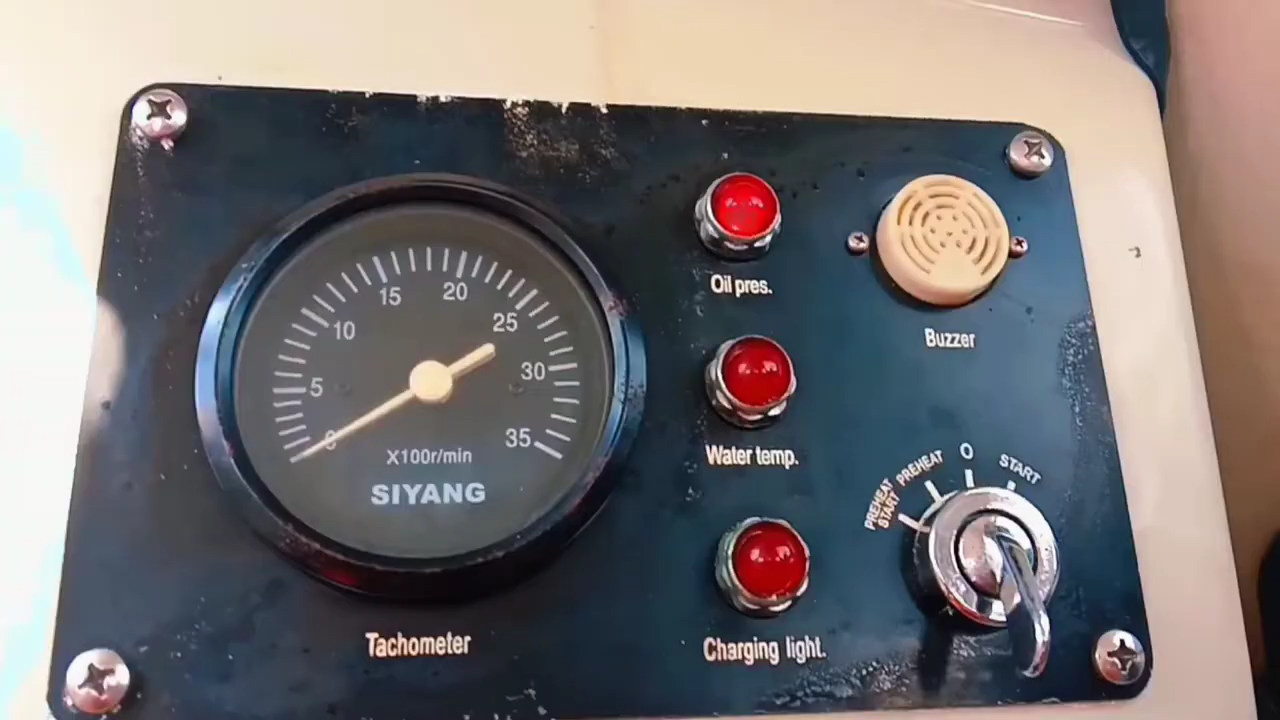 0
5
10
15
20
25
30
35
X100r/min
SIYANG
Tachometer
Oil pres.
Water temp.
Charging light.
Buzzer
PREHEAT
START
PREHEAT
O
START